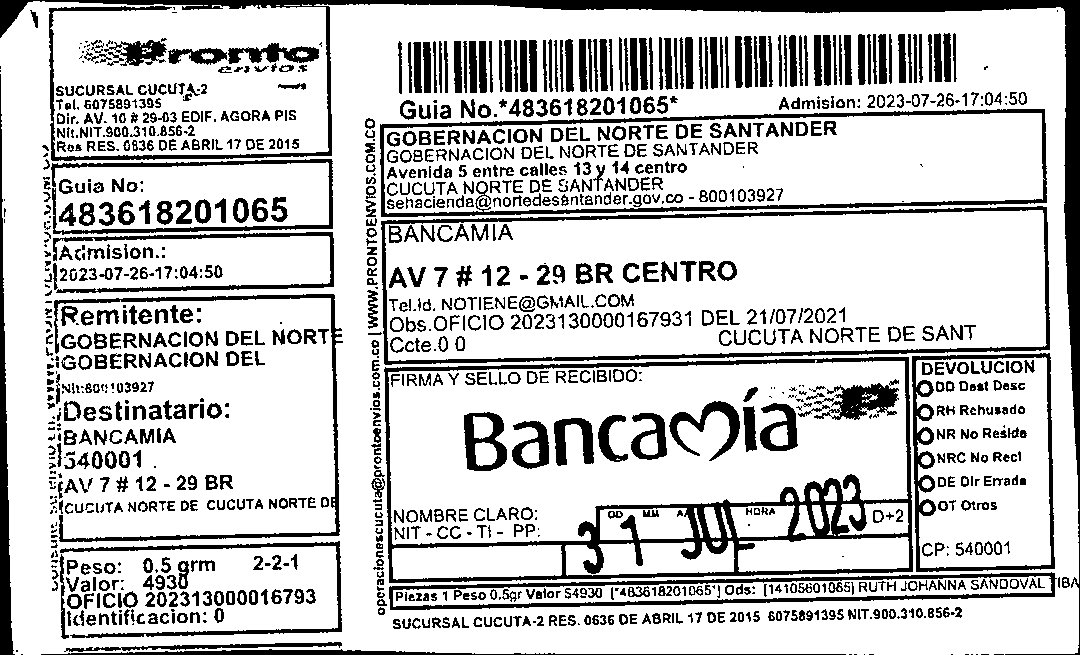 Pronto
envios
SUCURSAL CUCUTA-2
Tel. 6075891395
Dir. AV. 10 # 29-03 EDIF. AGORA PIS
Nit.NIT.900.310.856-2
Res RES. 0636 DE ABRIL 17 DE 2015
Guia No:
483618201065
Admision.:
2023-07-26-17:04:50
Remitente:
GOBERNACION DEL NORTE
GOBERNACION DEL
Nit:800103927
Destinatario:
BANCAMIA
540001 .
AV 7 # 12 - 29 BR
CUCUTA NORTE DE CUCUTA NORTE DE
Peso: 0.5 grm 2-2-1
Valor: 4930
OFICIO 202313000016793
Identificacion: 0
operacionescucuta@prontoenvios.com.co | WWW.PRONTOENVIOS.COM.CO
Guia No.*483618201065* Admision: 2023-07-26-17:04:50
GOBERNACION DEL NORTE DE SANTANDER
GOBERNACION DEL NORTE DE SANTANDER
Avenida 5 entre calles 13 y 14 centro
CUCUTA NORTE DE SANTANDER
sehacienda@nortedesantander.gov.co - 800103927
BANCAMIA
AV 7 # 12 - 29 BR CENTRO
Tel.Id. NOTIENE@GMAIL.COM
Obs.OFICIO 2023130000167931 DEL 21/07/2021
Ccte.0 0 CUCUTA NORTE DE SANT
FIRMA Y SELLO DE RECIBIDO:
Bancamía
NOMBRE CLARO:
NIT - CC - TI - PP:
DD MM HORA D+2
31 JUL 2023
DEVOLUCION
DD Dest Desc
RH Rehusado
NR No Reside
NRC No Recl
DE Dir Errada
OT Otros
CP: 540001
Piezas 1 Peso 0.5gr Valor $4930 [*483618201065*] Ods: [14105601065] RUTH JOHANNA SANDOVAL TIBA
SUCURSAL CUCUTA-2 RES. 0636 DE ABRIL 17 DE 2015 6075891395 NIT.900.310.856-2